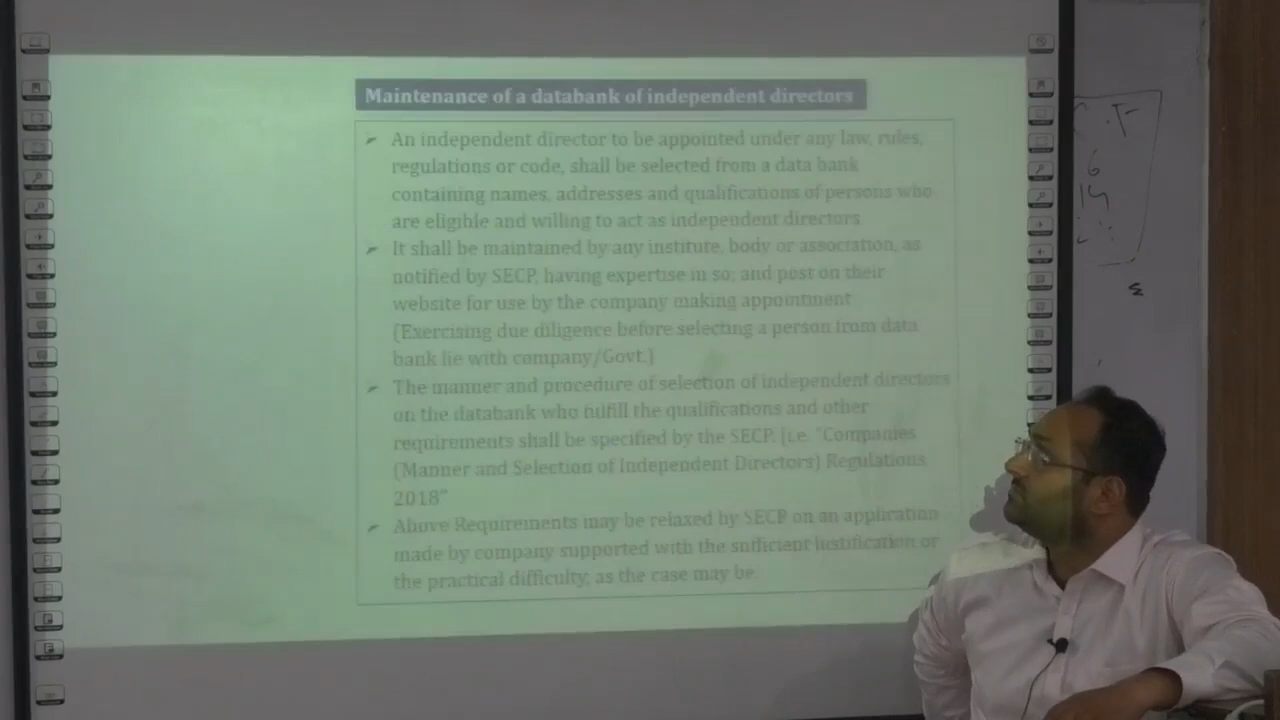 Maintenance of a databank of independent directors
➢ An independent director to be appointed under any law, rules,
regulations or code, shall be selected from a data bank
containing names, addresses and qualifications of persons who
are eligible and willing to act as independent directors
➢ It shall be maintained by any institute, body or association, as
notified by SECP, having expertise in so; and post on their
website for use by the company making appointment
(Exercising due diligence before selecting a person from data
bank lie with company/Govt.)
➢ The manner and procedure of selection of independent directors
on the databank who fulfill the qualifications and other
requirements shall be specified by the SECP. [i.e. "Companies
(Manner and Selection of Independent Directors) Regulations,
2018"
➢ Above Requirements may be relaxed by SECP on an application
made by company supported with the sufficient justification or
the practical difficulty, as the case may be.
6
14